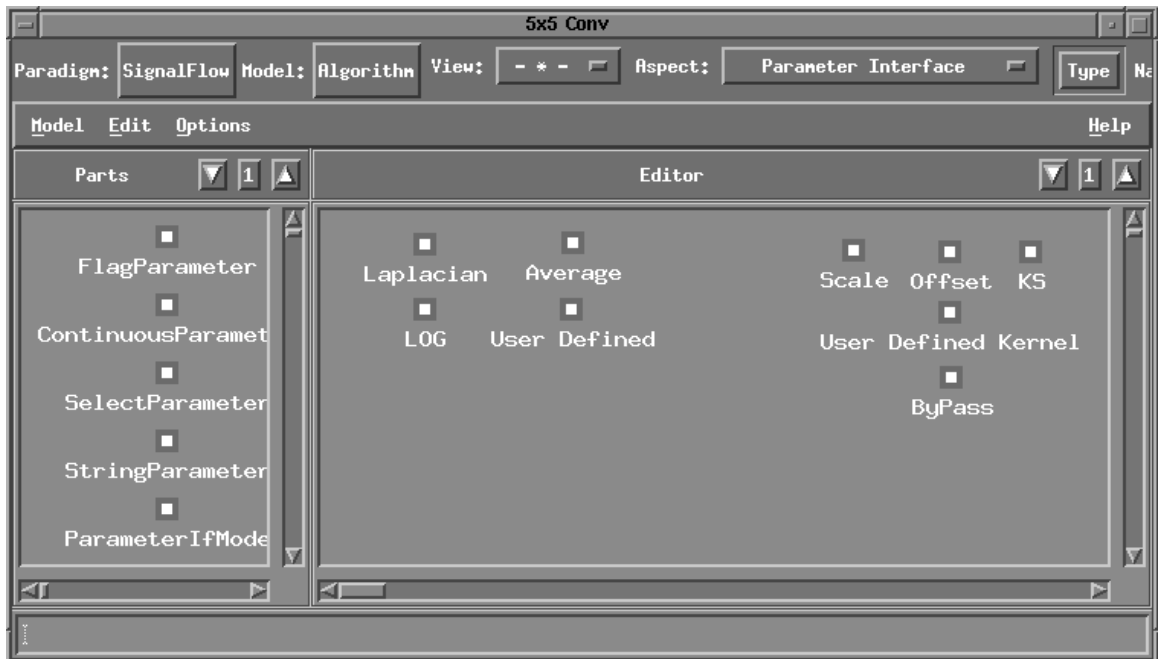 5x5 Conv
Paradigm: SignalFlow Model: Algorithm View: - * - Aspect: Parameter Interface Type Na
Model Edit Options Help
Parts 1 Editor 1
FlagParameter
ContinuousParamet
SelectParameter
StringParameter
ParameterIfMode
Laplacian Average Scale Offset KS
LOG User Defined User Defined Kernel
ByPass